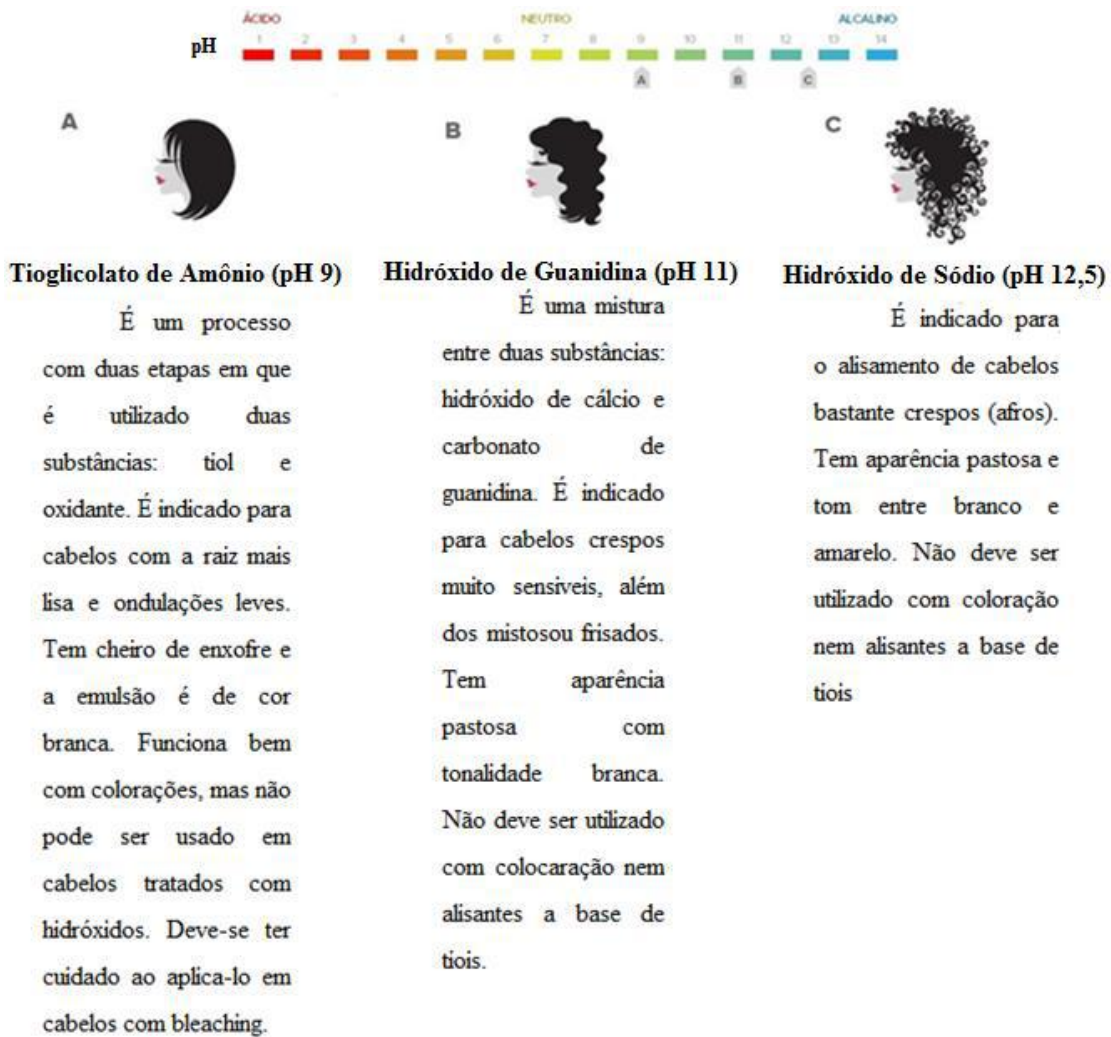 ÁCIDO NEUTRO ALCALINO
pH 1 2 3 4 5 6 7 8 9 10 11 12 13 14
A B C
A
B
C
Tioglicolato de Amônio (pH 9)
É um processo
com duas etapas em que
é utilizado duas
substâncias: tiol e
oxidante. É indicado para
cabelos com a raiz mais
lisa e ondulações leves.
Tem cheiro de enxofre e
a emulsão é de cor
branca. Funciona bem
com colorações, mas não
pode ser usado em
cabelos tratados com
hidróxidos. Deve-se ter
cuidado ao aplica-lo em
cabelos com bleaching.
Hidróxido de Guanidina (pH 11)
É uma mistura
entre duas substâncias:
hidróxido de cálcio e
carbonato de
guanidina. É indicado
para cabelos crespos
muito sensiveis, além
dos mistosou frisados.
Tem aparência
pastosa com
tonalidade branca.
Não deve ser utilizado
com colocaração nem
alisantes a base de
tiois.
Hidróxido de Sódio (pH 12,5)
É indicado para
o alisamento de cabelos
bastante crespos (afros).
Tem aparência pastosa e
tom entre branco e
amarelo. Não deve ser
utilizado com coloração
nem alisantes a base de
tiois